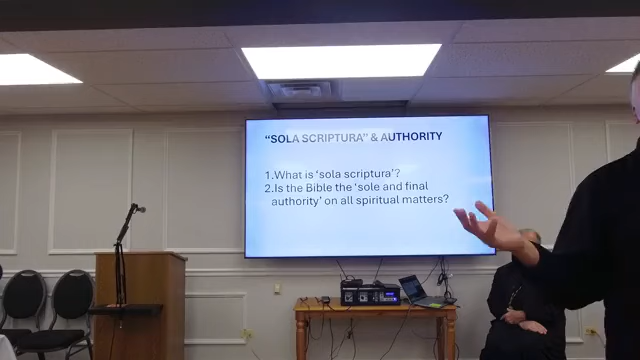 "SOLA SCRIPTURA" & AUTHORITY
1.What is 'sola scriptura'?
2.Is the Bible the 'sole and final
authority' on all spiritual matters?